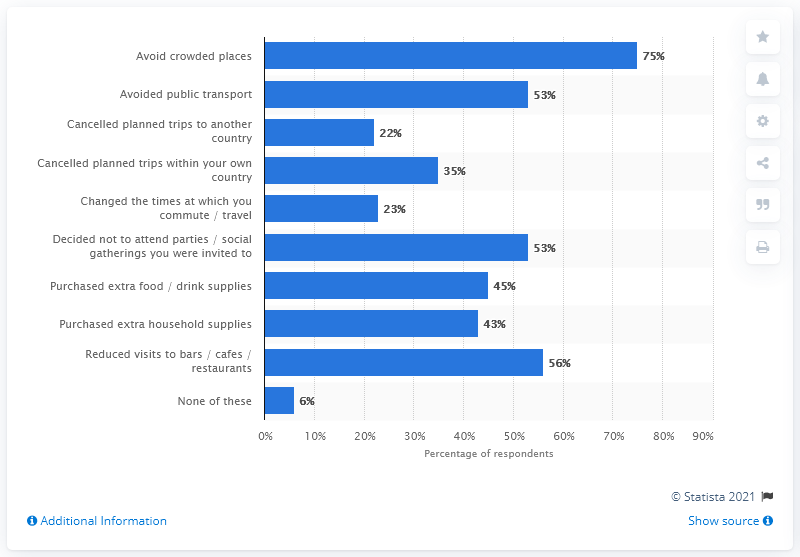 Avoid crowded places
75%
Avoided public transport
53%
Cancelled planned trips to another
country
22%
Cancelled planned trips within your own
country
35%
Changed the times at which you
commute / travel
23%
Decided not to attend parties / social
gatherings you were invited to
53%
Purchased extra food / drink supplies
45%
Purchased extra household supplies
43%
Reduced visits to bars / cafes /
restaurants
56%
None of these
6%
0% 10% 20% 30% 40% 50% 60% 70% 80% 90%
Percentage of respondents
© Statista 2021
Additional Information
Show source